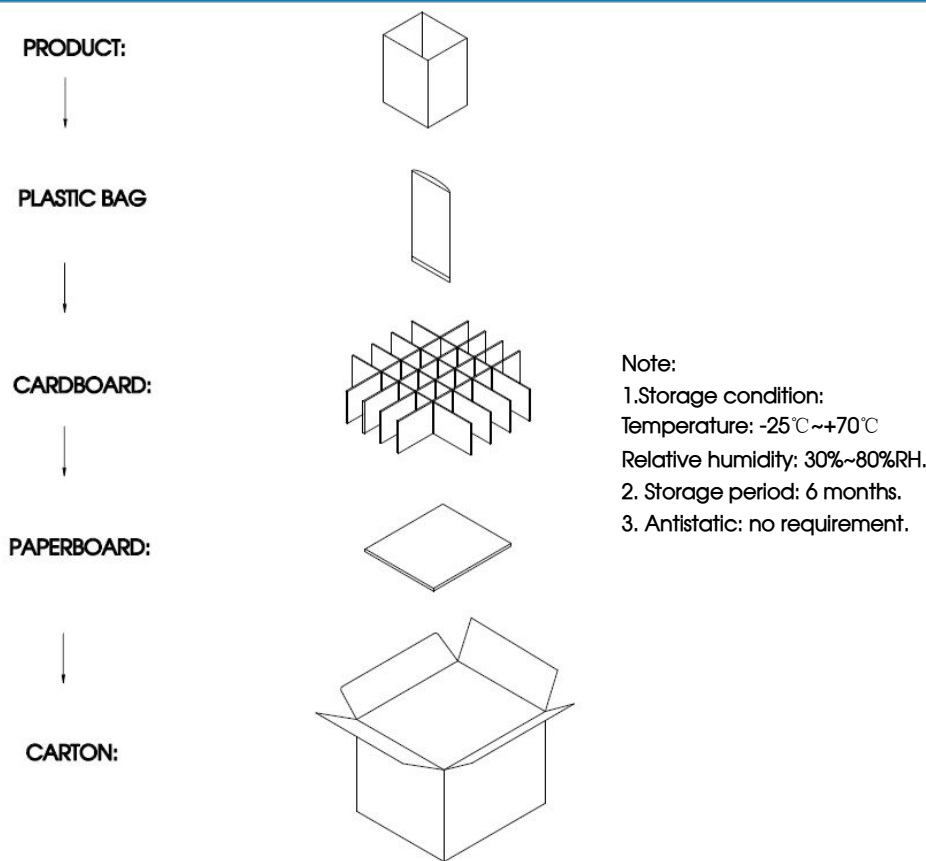 PRODUCT:
PLASTIC BAG
CARDBOARD:
PAPERBOARD:
CARTON:
Note:
1.Storage condition:
Temperature: -25℃~+70℃
Relative humidity: 30%~80%RH.
2. Storage period: 6 months.
3. Antistatic: no requirement.